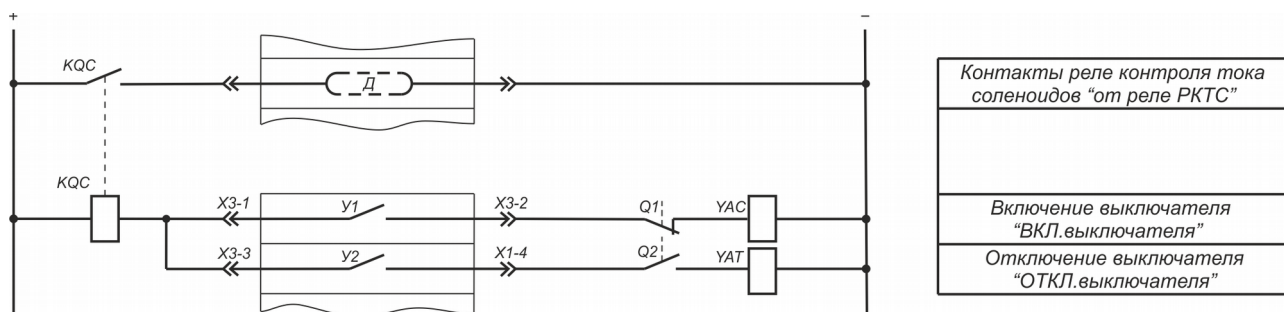 +
−
KQC
Д
Контакты реле контроля тока
соленоидов “от реле РКТС”
KQC
X3-1
У1
X3-2
Q1
YAC
Включение выключателя
“ВКЛ.выключателя”
X3-3
У2
X1-4
Q2
YAT
Отключение выключателя
“ОТКЛ.выключателя”